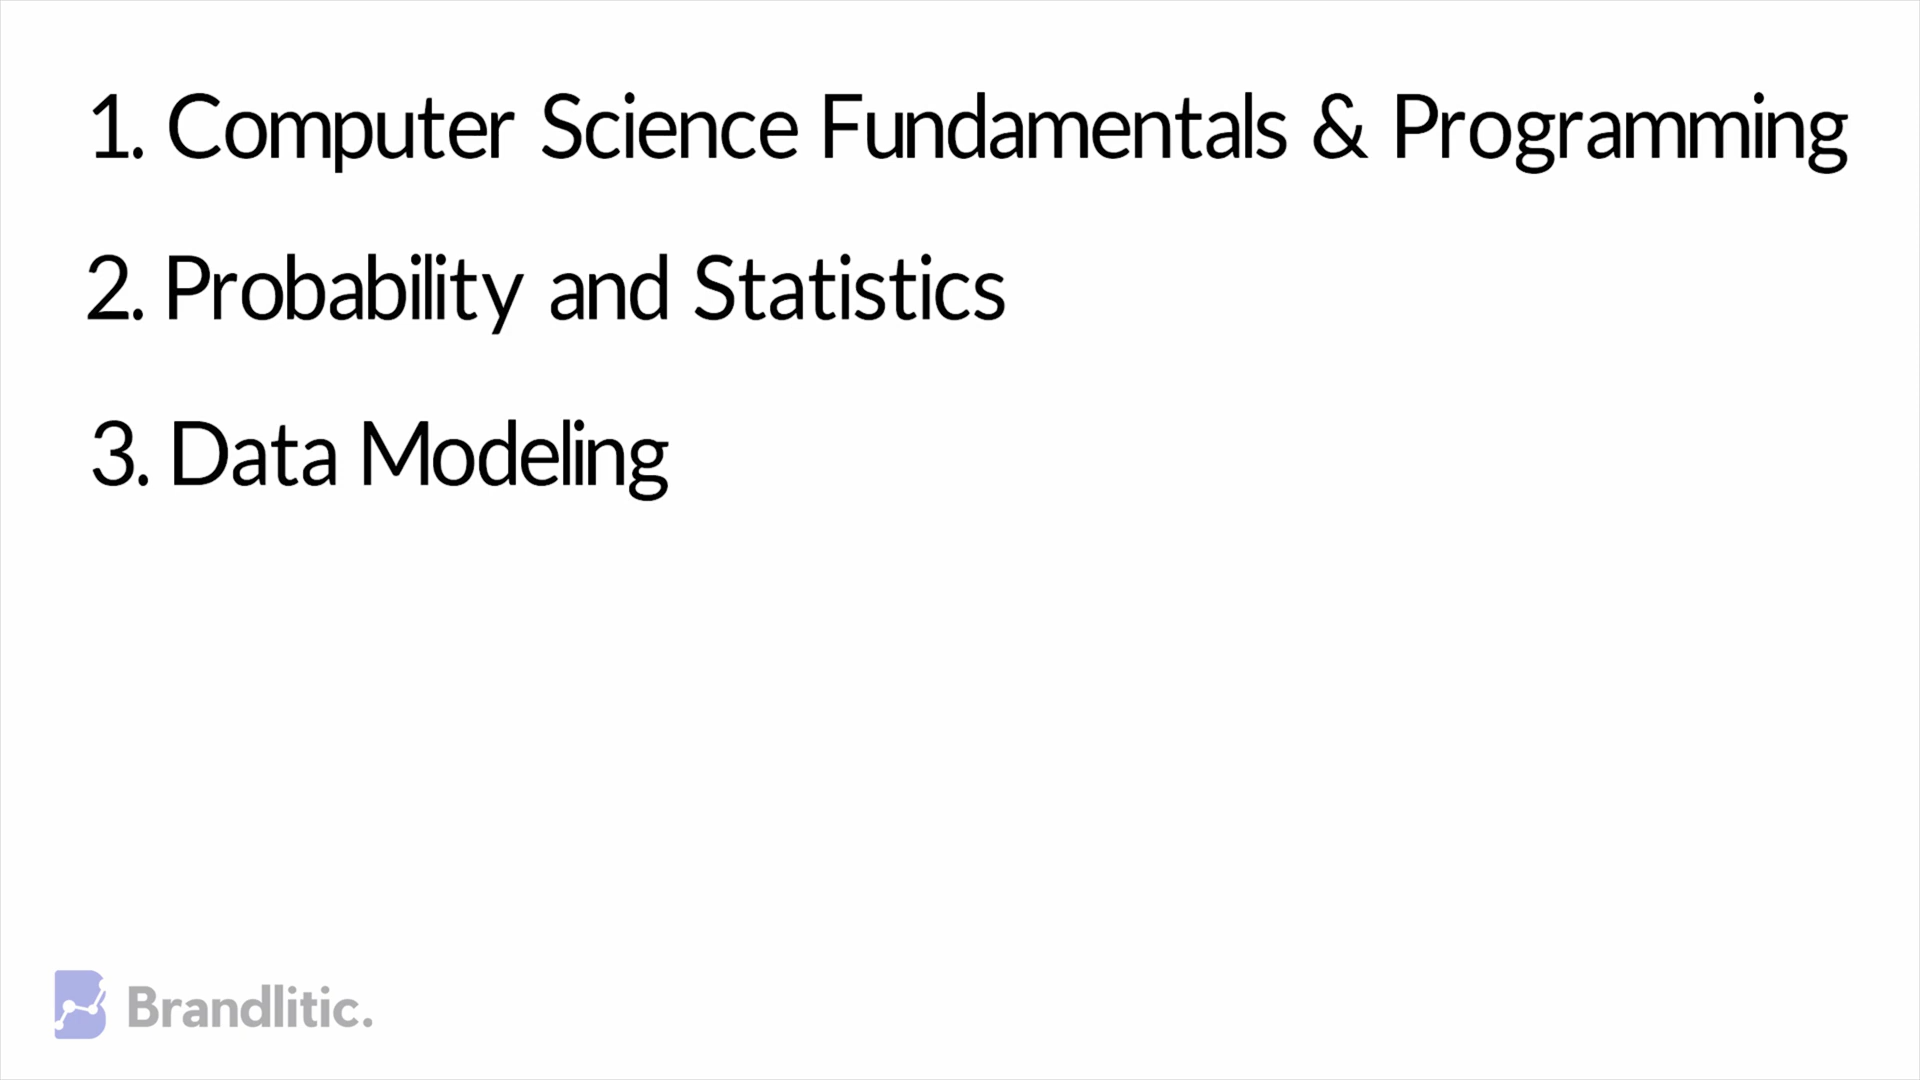 1. Computer Science Fundamentals & Programming
2. Probability and Statistics
3. Data Modeling
Brandlitic.